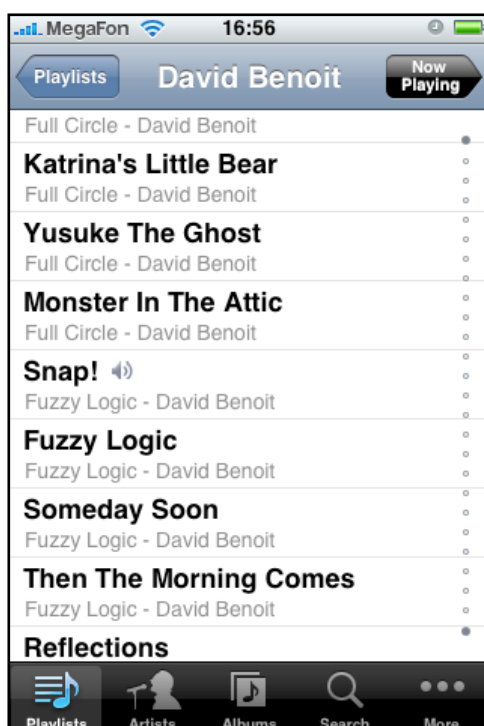 MegaFon 16:56
Playlists David Benoit Now Playing
Full Circle - David Benoit
Katrina's Little Bear
Full Circle - David Benoit
Yusuke The Ghost
Full Circle - David Benoit
Monster In The Attic
Full Circle - David Benoit
Snap!
Fuzzy Logic - David Benoit
Fuzzy Logic
Fuzzy Logic - David Benoit
Someday Soon
Fuzzy Logic - David Benoit
Then The Morning Comes
Fuzzy Logic - David Benoit
Reflections
Playlists Artists Albums Search More